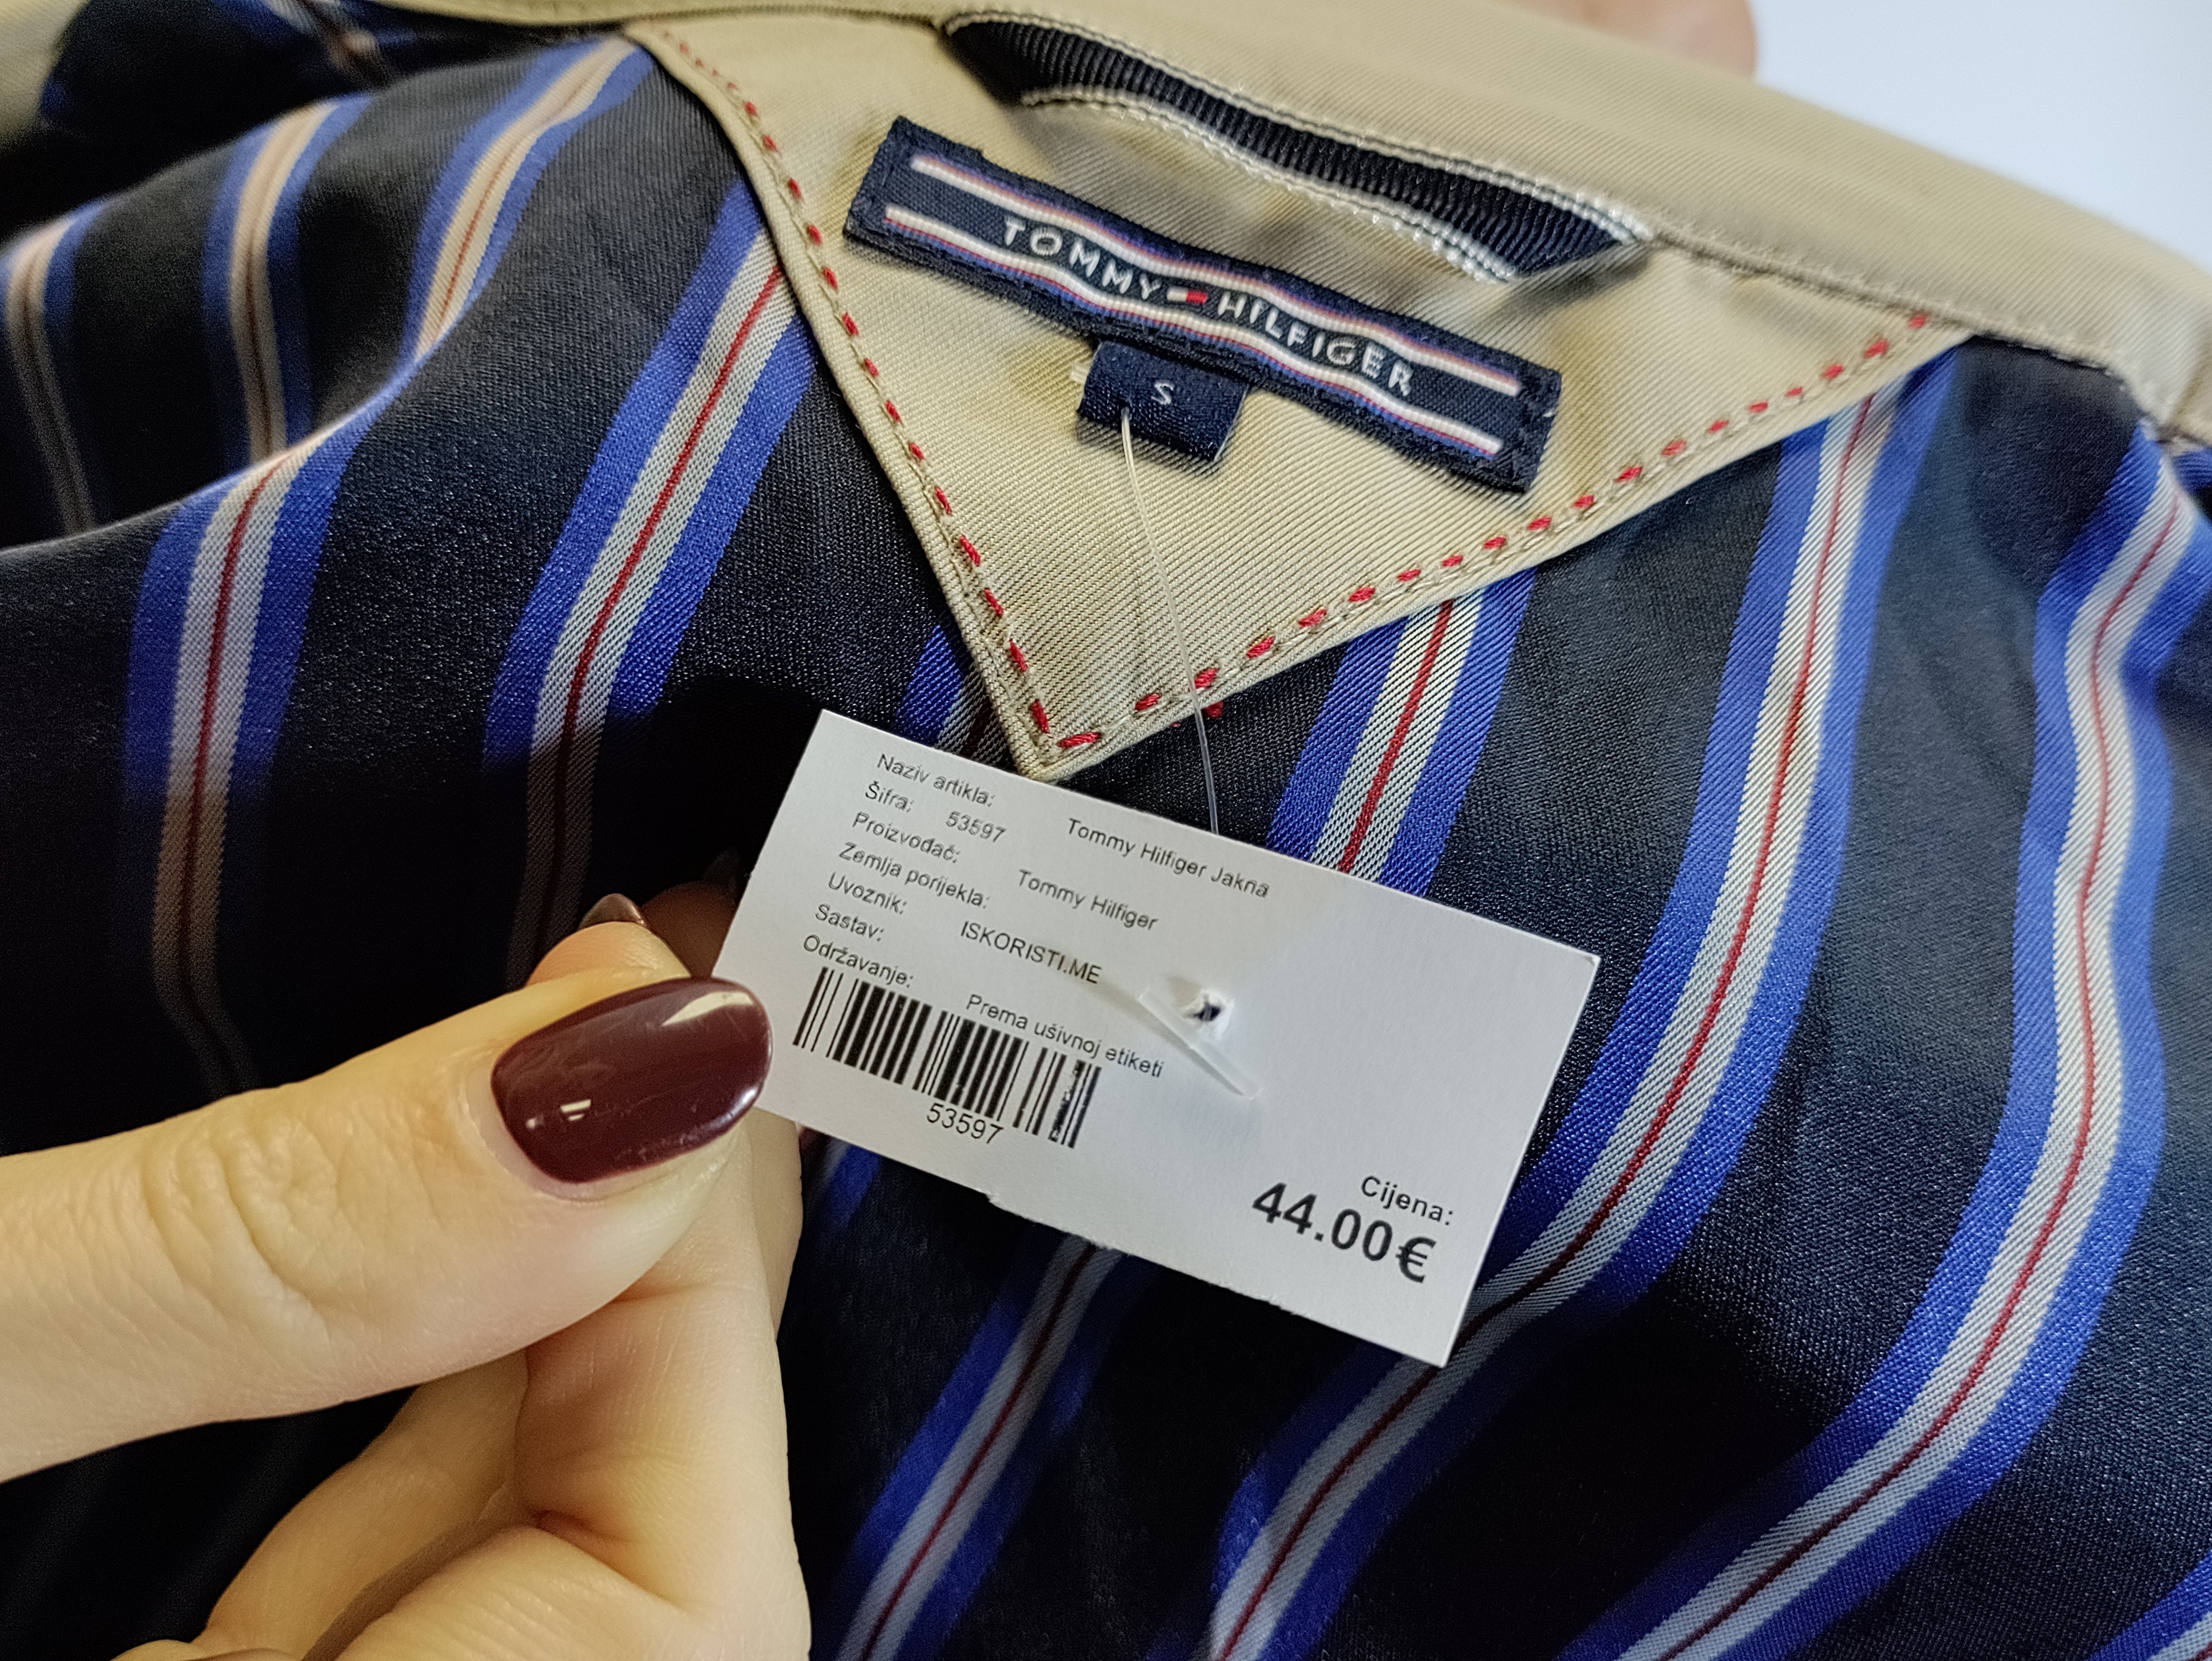 TOMMY HILFIGER
S
Naziv artikla: Tommy Hilfiger Jakna
Šifra: 53597
Proizvođač: Tommy Hilfiger
Zemlja porijekla:
Uvoznik: ISKORISTI.ME
Sastav:
Održavanje: Prema ušivnoj etiketi
53597
Cijena:
44.00€